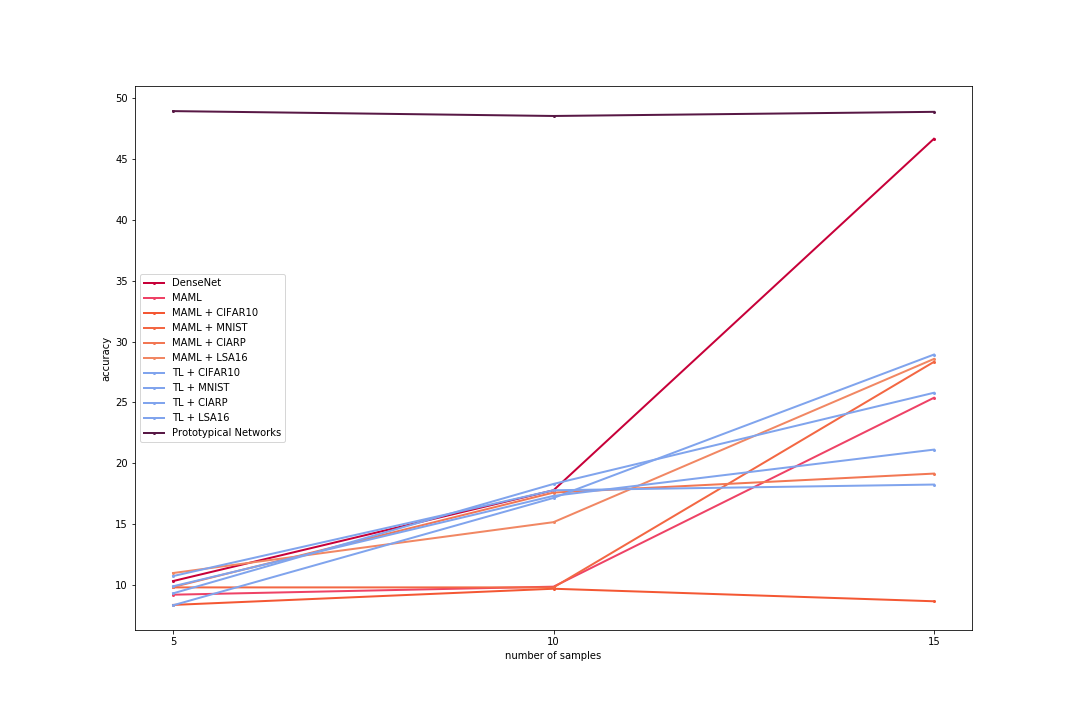 50
45
40
35
30
25
20
15
10
accuracy
DenseNet
MAML
MAML + CIFAR10
MAML + MNIST
MAML + CIARP
MAML + LSA16
TL + CIFAR10
TL + MNIST
TL + CIARP
TL + LSA16
Prototypical Networks
5 10 15
number of samples